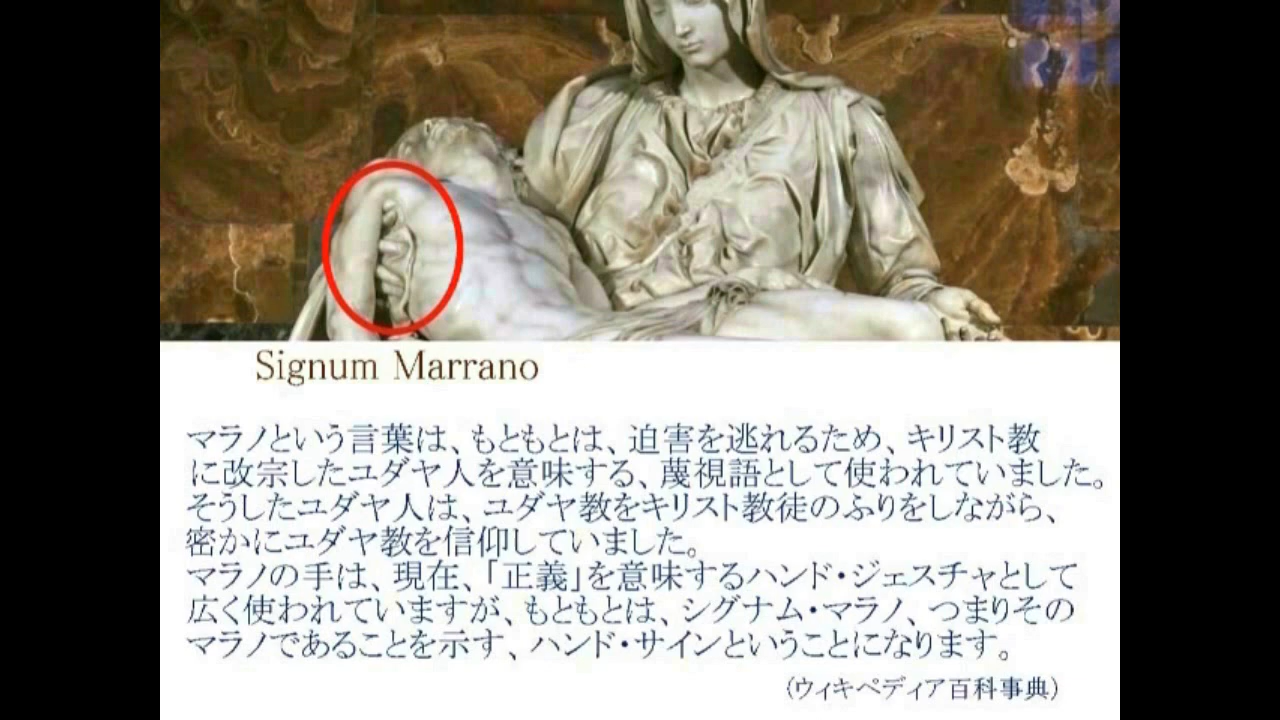 Signum Marrano
マラノという言葉は、もともとは、迫害を逃れるため、キリスト教
に改宗したユダヤ人を意味する、蔑視語として使われていました。
そうしたユダヤ人は、ユダヤ教をキリスト教徒のふりをしながら、
密かにユダヤ教を信仰していました。
マラノの手は、現在、「正義」を意味するハンド・ジェスチャとして
広く使われていますが、もともとは、シグナム・マラノ、つまりその
マラノであることを示す、ハンド・サインということになります。
(ウィキペディア百科事典)